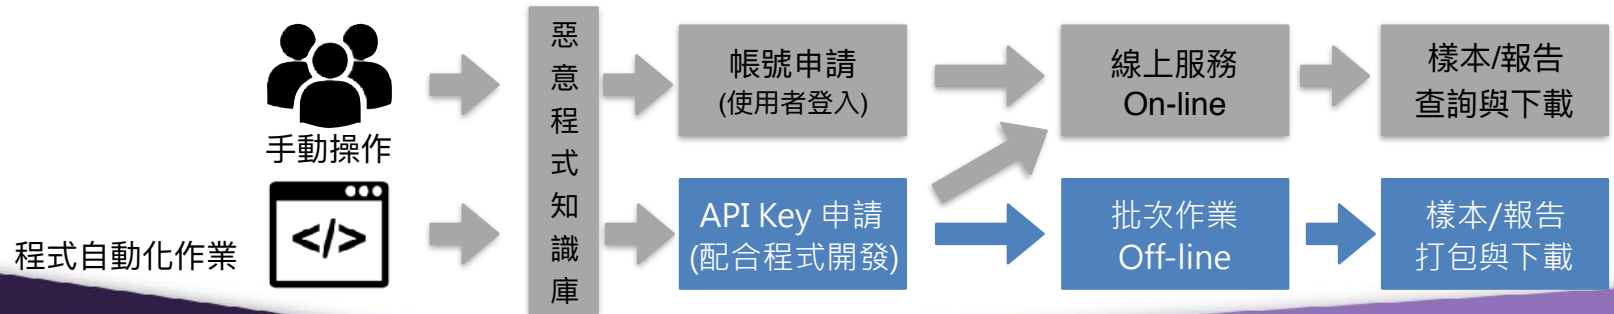 手動操作
程式自動化作業
</>
惡
意
程
式
知
識
庫
帳號申請
(使用者登入)
線上服務
On-line
樣本/報告
查詢與下載
API Key 申請
(配合程式開發)
批次作業
Off-line
樣本/報告
打包與下載